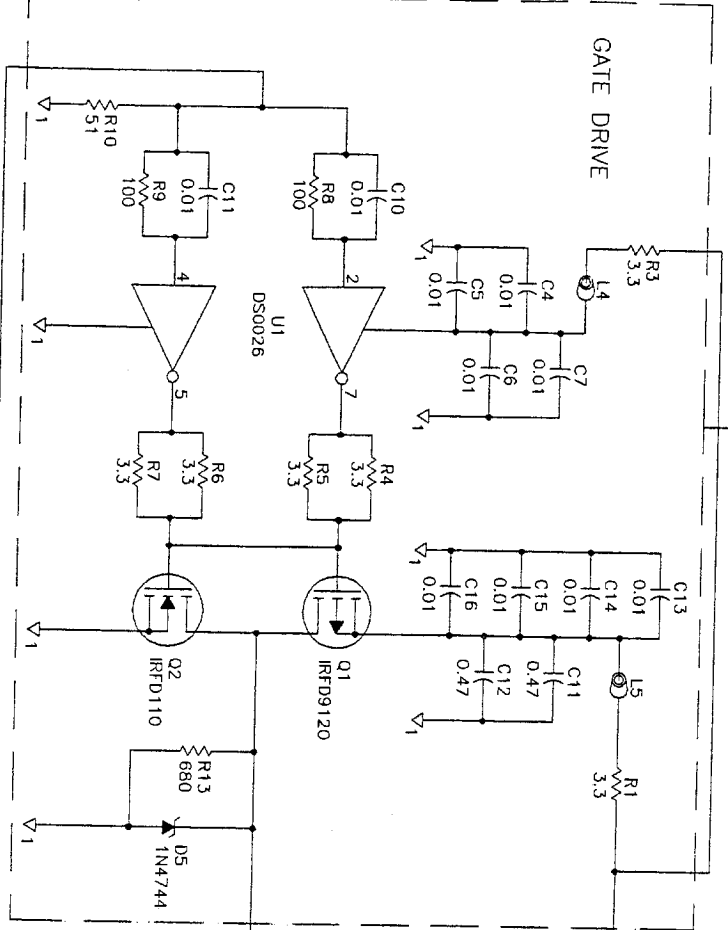 GATE DRIVE
R3
3.3
L4
C4
0.01
C5
0.01
C7
0.01
C6
0.01
1
1
L5
R1
3.3
C13
0.01
C14
0.01
C15
0.01
C16
0.01
C11
0.47
C12
0.47
1
1
C10
0.01
R8
100
2
7
U1
DS0026
R4
3.3
R5
3.3
Q1
IRFD9120
R10
51
1
C11
0.01
R9
100
4
5
1
R6
3.3
R7
3.3
Q2
IRFD110
1
R13
680
D5
1N4744
1